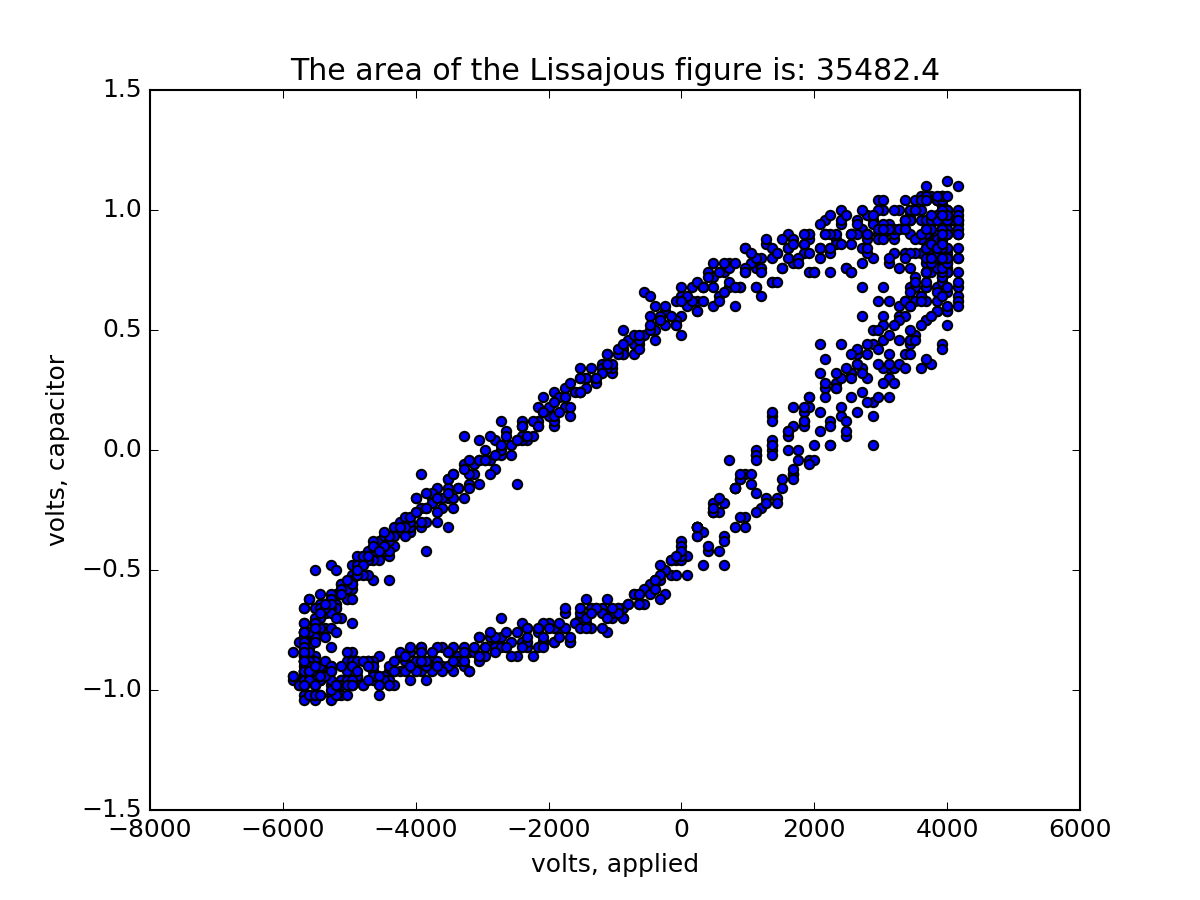 The area of the Lissajous figure is: 35482.4
1.5
1.0
0.5
0.0
−0.5
−1.0
−1.5
volts, capacitor
−8000 −6000 −4000 −2000 0 2000 4000 6000
volts, applied